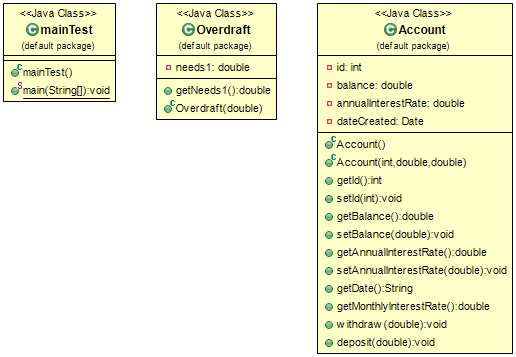 <<Java Class>>
mainTest
(default package)
mainTest()
main(String[]):void
<<Java Class>>
Overdraft
(default package)
needs1: double
getNeeds1():double
Overdraft(double)
<<Java Class>>
Account
(default package)
id: int
balance: double
annualInterestRate: double
dateCreated: Date
Account()
Account(int,double,double)
getId():int
setId(int):void
getBalance():double
setBalance(double):void
getAnnualInterestRate():double
setAnnualInterestRate(double):void
getDate():String
getMonthlyInterestRate():double
withdraw(double):void
deposit(double):void